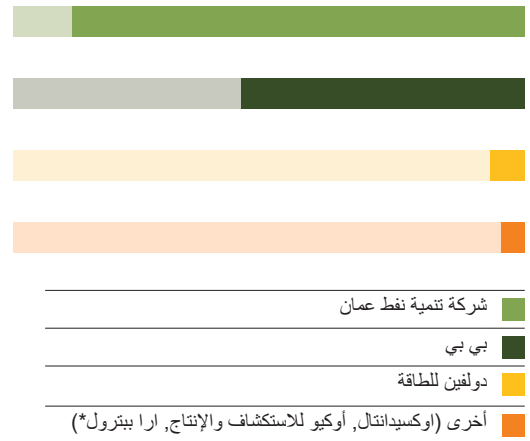 شركة تنمية نفط عمان
بي بي
دولفين للطاقة
أخرى (اوكسيدانتال, أوكيو للاستكشاف والإنتاج, ارا ببترول*)